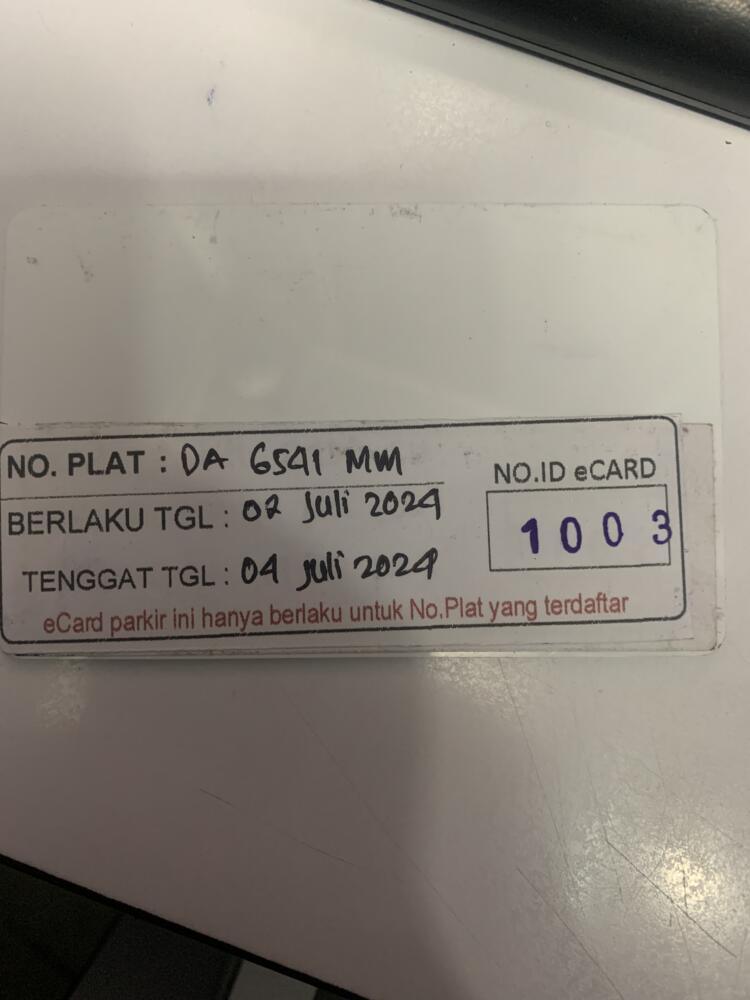 NO. PLAT : DA 6541 MM
BERLAKU TGL : 02 Juli 2024
TENGGAT TGL : 04 Juli 2024
NO.ID eCARD
1003
eCard parkir ini hanya berlaku untuk No.Plat yang terdaftar